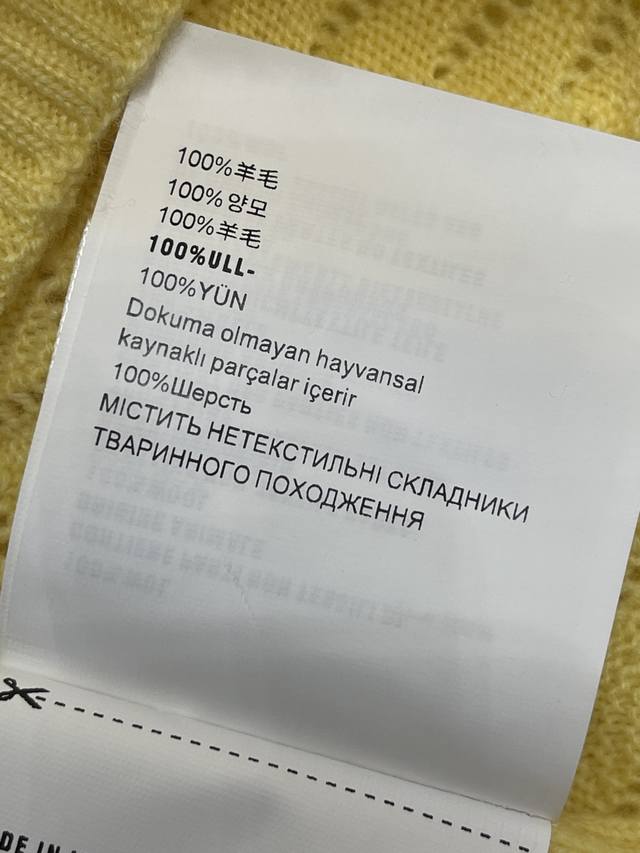 100%羊毛
100% 양모
100%羊毛
100%ULL-
100%YÜN
Dokuma olmayan hayvansal
kaynaklı parçalar içerir
100%Шерсть
МІСТИТЬ НЕТЕКСТИЛЬНІ СКЛАДНИКИ
ТВАРИННОГО ПОХОДЖЕННЯ